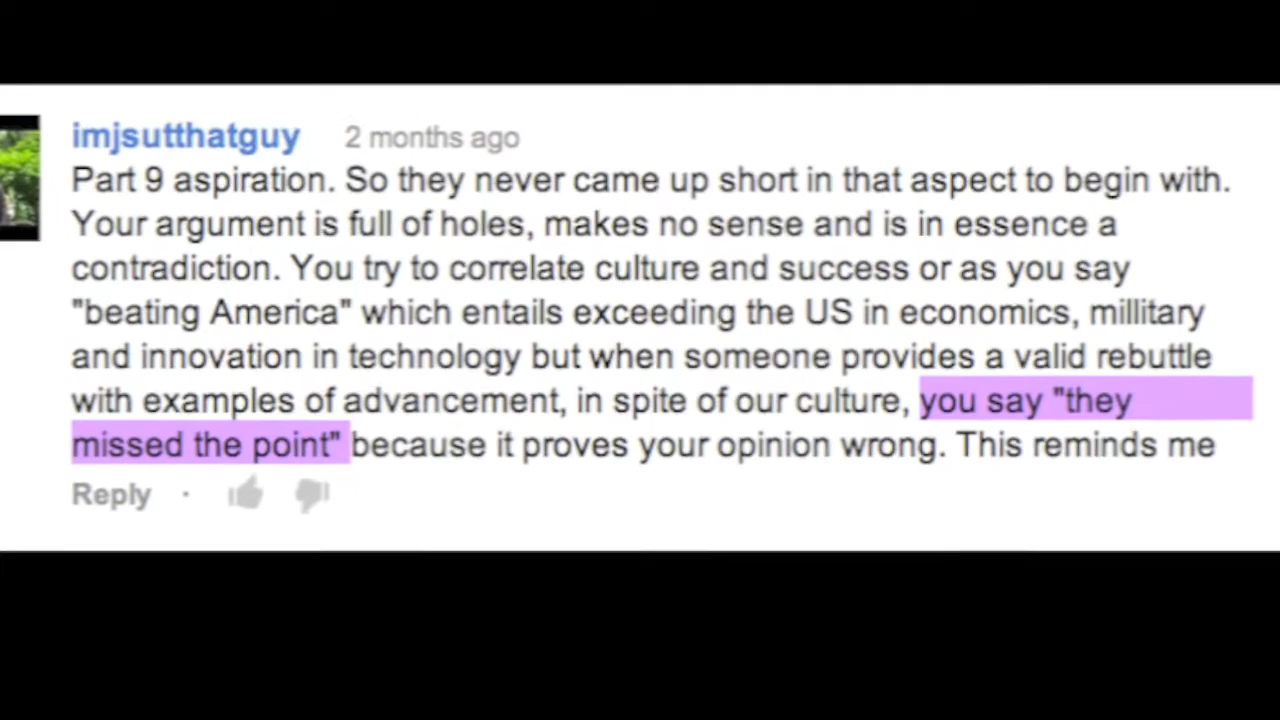 imjsutthatguy 2 months ago
Part 9 aspiration. So they never came up short in that aspect to begin with.
Your argument is full of holes, makes no sense and is in essence a
contradiction. You try to correlate culture and success or as you say
"beating America" which entails exceeding the US in economics, millitary
and innovation in technology but when someone provides a valid rebuttle
with examples of advancement, in spite of our culture, you say "they
missed the point" because it proves your opinion wrong. This reminds me
Reply ·